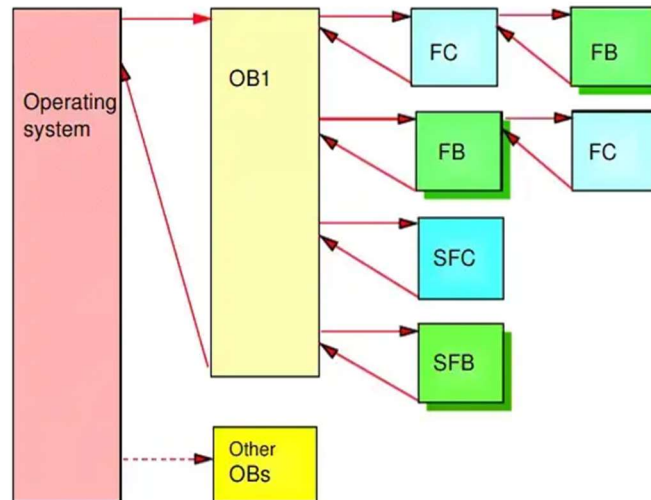 Operating
system
OB1
FC
FB
FB
FC
SFC
SFB
Other
OBs